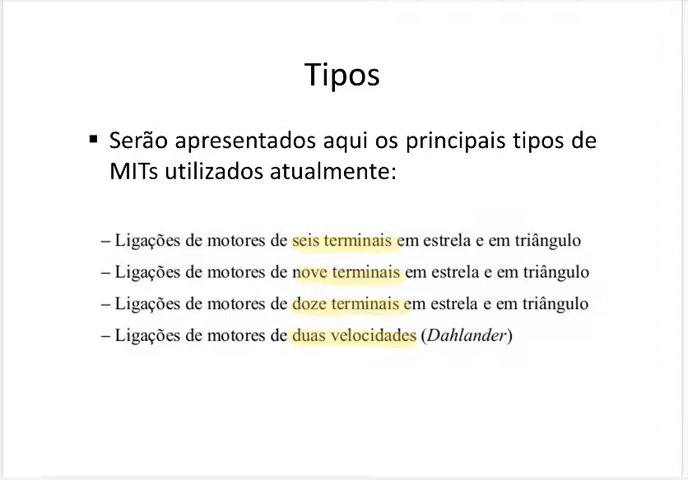 Tipos
▪ Serão apresentados aqui os principais tipos de
MITs utilizados atualmente:
– Ligações de motores de seis terminais em estrela e em triângulo
– Ligações de motores de nove terminais em estrela e em triângulo
– Ligações de motores de doze terminais em estrela e em triângulo
– Ligações de motores de duas velocidades (Dahlander)